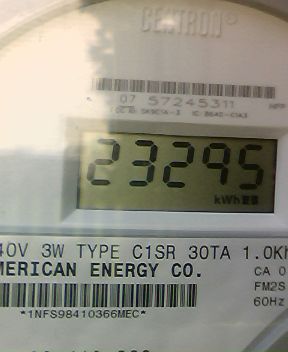 CENTRON®
07 57245311
23295
kWh
40V 3W TYPE C1SR 30TA 1.0Kh
MERICAN ENERGY CO.
CA 0
FM2S
60Hz
*1NFS98410366MEC*